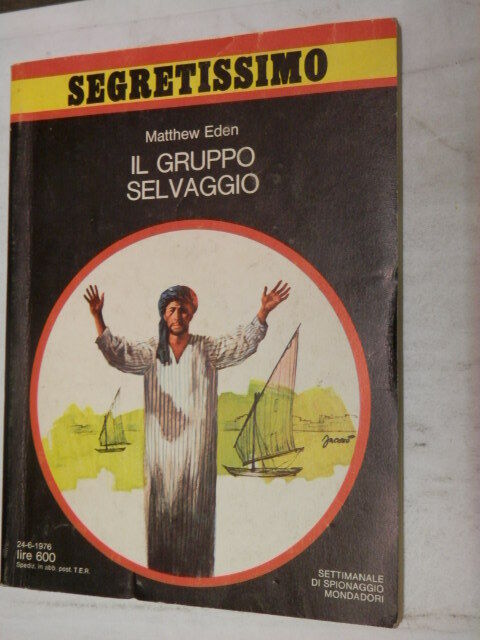 SEGRETISSIMO
Matthew Eden
IL GRUPPO
SELVAGGIO
24-6-1976
lire 600
Spediz. in abb. post. T.E.R.
SETTIMANALE
DI SPIONAGGIO
MONDADORI